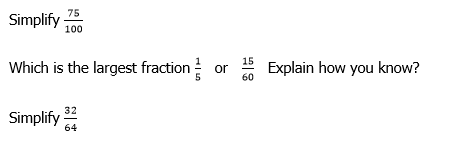 Simplify 75/100
Which is the largest fraction 1/5 or 15/60 Explain how you know?
Simplify 32/64